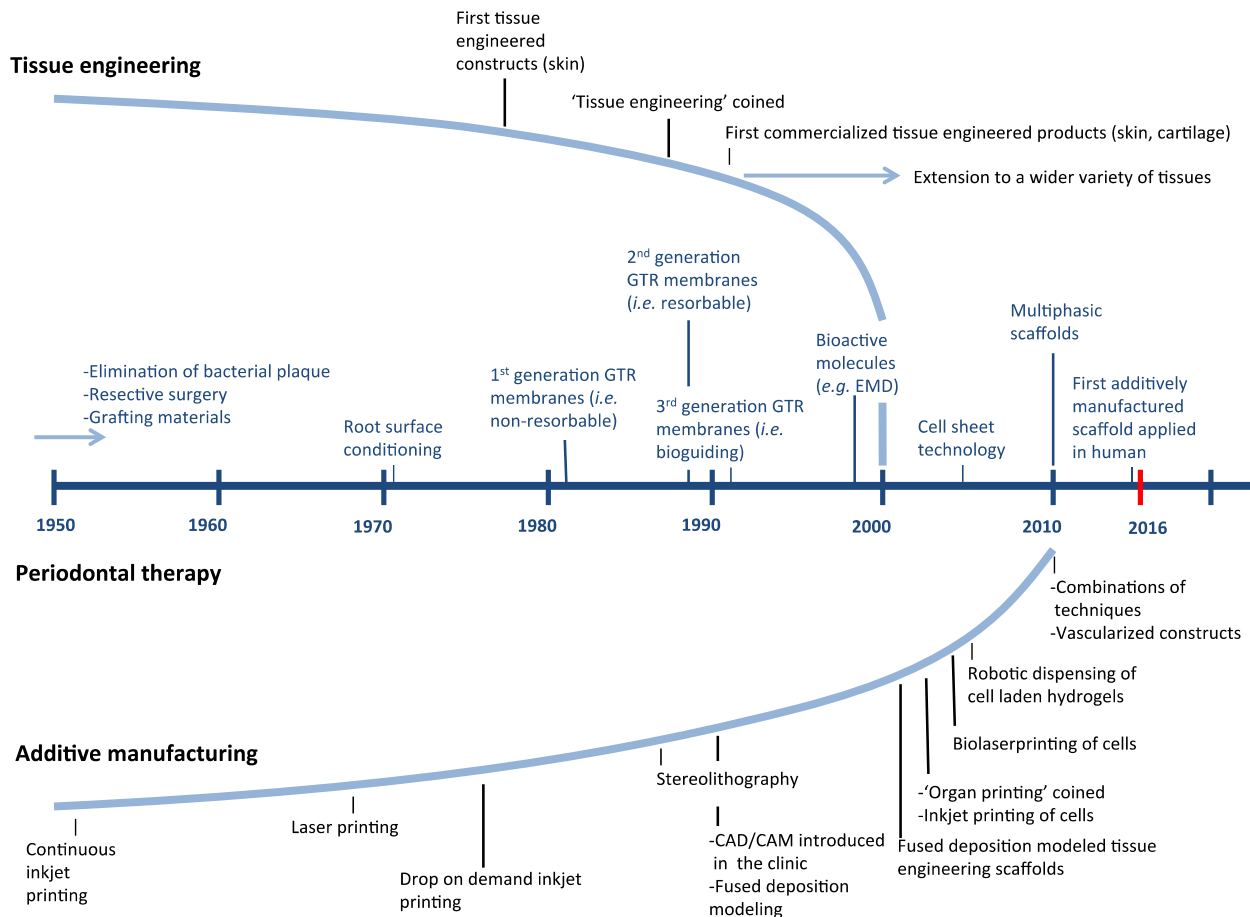 First tissue
engineered
constructs (skin)
Tissue engineering
‘Tissue engineering’ coined
First commercialized tissue engineered products (skin, cartilage)
Extension to a wider variety of tissues
2nd generation
GTR membranes
(i.e. resorbable)
Multiphasic
scaffolds
Bioactive
molecules
(e.g. EMD)
-Elimination of bacterial plaque
-Resective surgery
-Grafting materials
1st generation GTR
membranes (i.e.
non-resorbable)
First additively
manufactured
scaffold applied
in human
3rd generation GTR
membranes (i.e.
bioguiding)
Root surface
conditioning
Cell sheet
technology
1950
1960
1970
1980
1990
2000
2010
2016
Periodontal therapy
-Combinations of
techniques
-Vascularized constructs
Robotic dispensing of
cell laden hydrogels
Biolaserprinting of cells
Additive manufacturing
Stereolithography
-‘Organ printing’ coined
-Inkjet printing of cells
Laser printing
-CAD/CAM introduced
in the clinic
-Fused deposition
modeling
Fused deposition modeled tissue
engineering scaffolds
Continuous
inkjet
printing
Drop on demand inkjet
printing